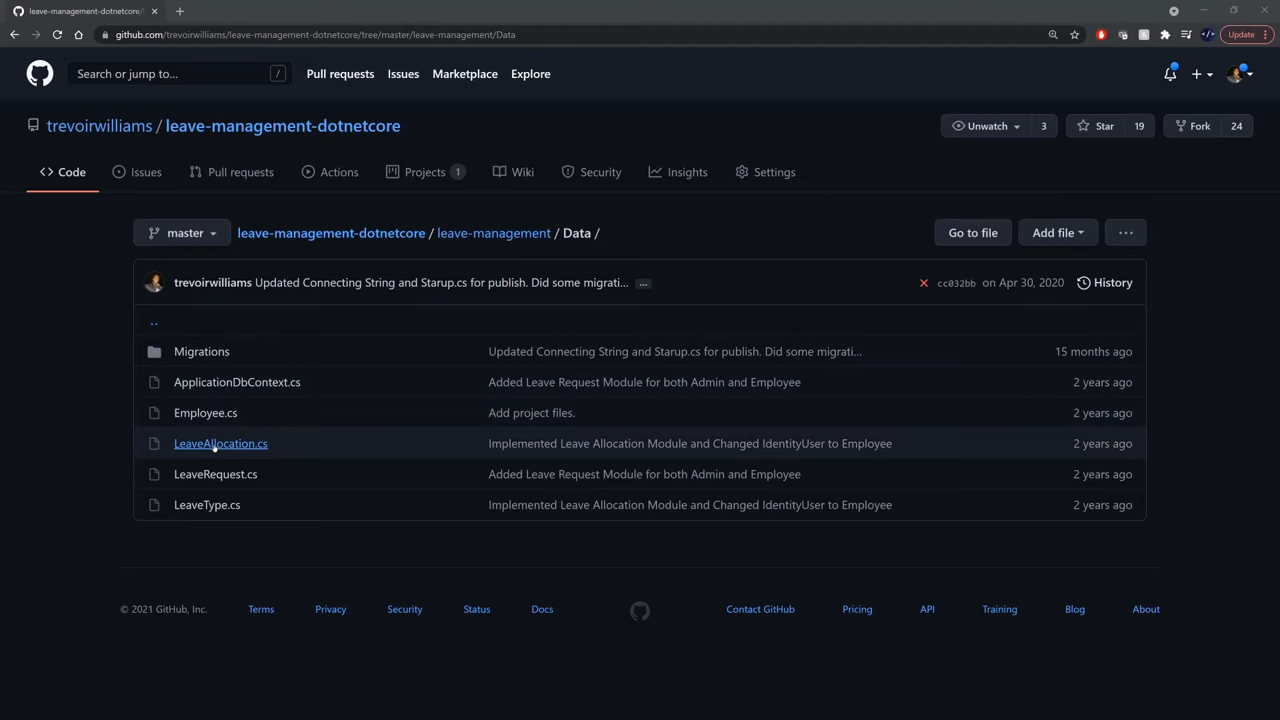 leave-management-dotnetcore/l
github.com/trevoirwilliams/leave-management-dotnetcore/tree/master/leave-management/Data
Update
Search or jump to...
/
Pull requests
Issues
Marketplace
Explore
trevoirwilliams / leave-management-dotnetcore
Unwatch 3
Star 19
Fork 24
<> Code
Issues
Pull requests
Actions
Projects 1
Wiki
Security
Insights
Settings
master
leave-management-dotnetcore / leave-management / Data /
Go to file
Add file
...
trevoirwilliams Updated Connecting String and Starup.cs for publish. Did some migrati... ...
cc032bb on Apr 30, 2020
History
..
Migrations Updated Connecting String and Starup.cs for publish. Did some migrati... 15 months ago
ApplicationDbContext.cs Added Leave Request Module for both Admin and Employee 2 years ago
Employee.cs Add project files. 2 years ago
LeaveAllocation.cs Implemented Leave Allocation Module and Changed IdentityUser to Employee 2 years ago
LeaveRequest.cs Added Leave Request Module for both Admin and Employee 2 years ago
LeaveType.cs Implemented Leave Allocation Module and Changed IdentityUser to Employee 2 years ago
© 2021 GitHub, Inc. Terms Privacy Security Status Docs Contact GitHub Pricing API Training Blog About